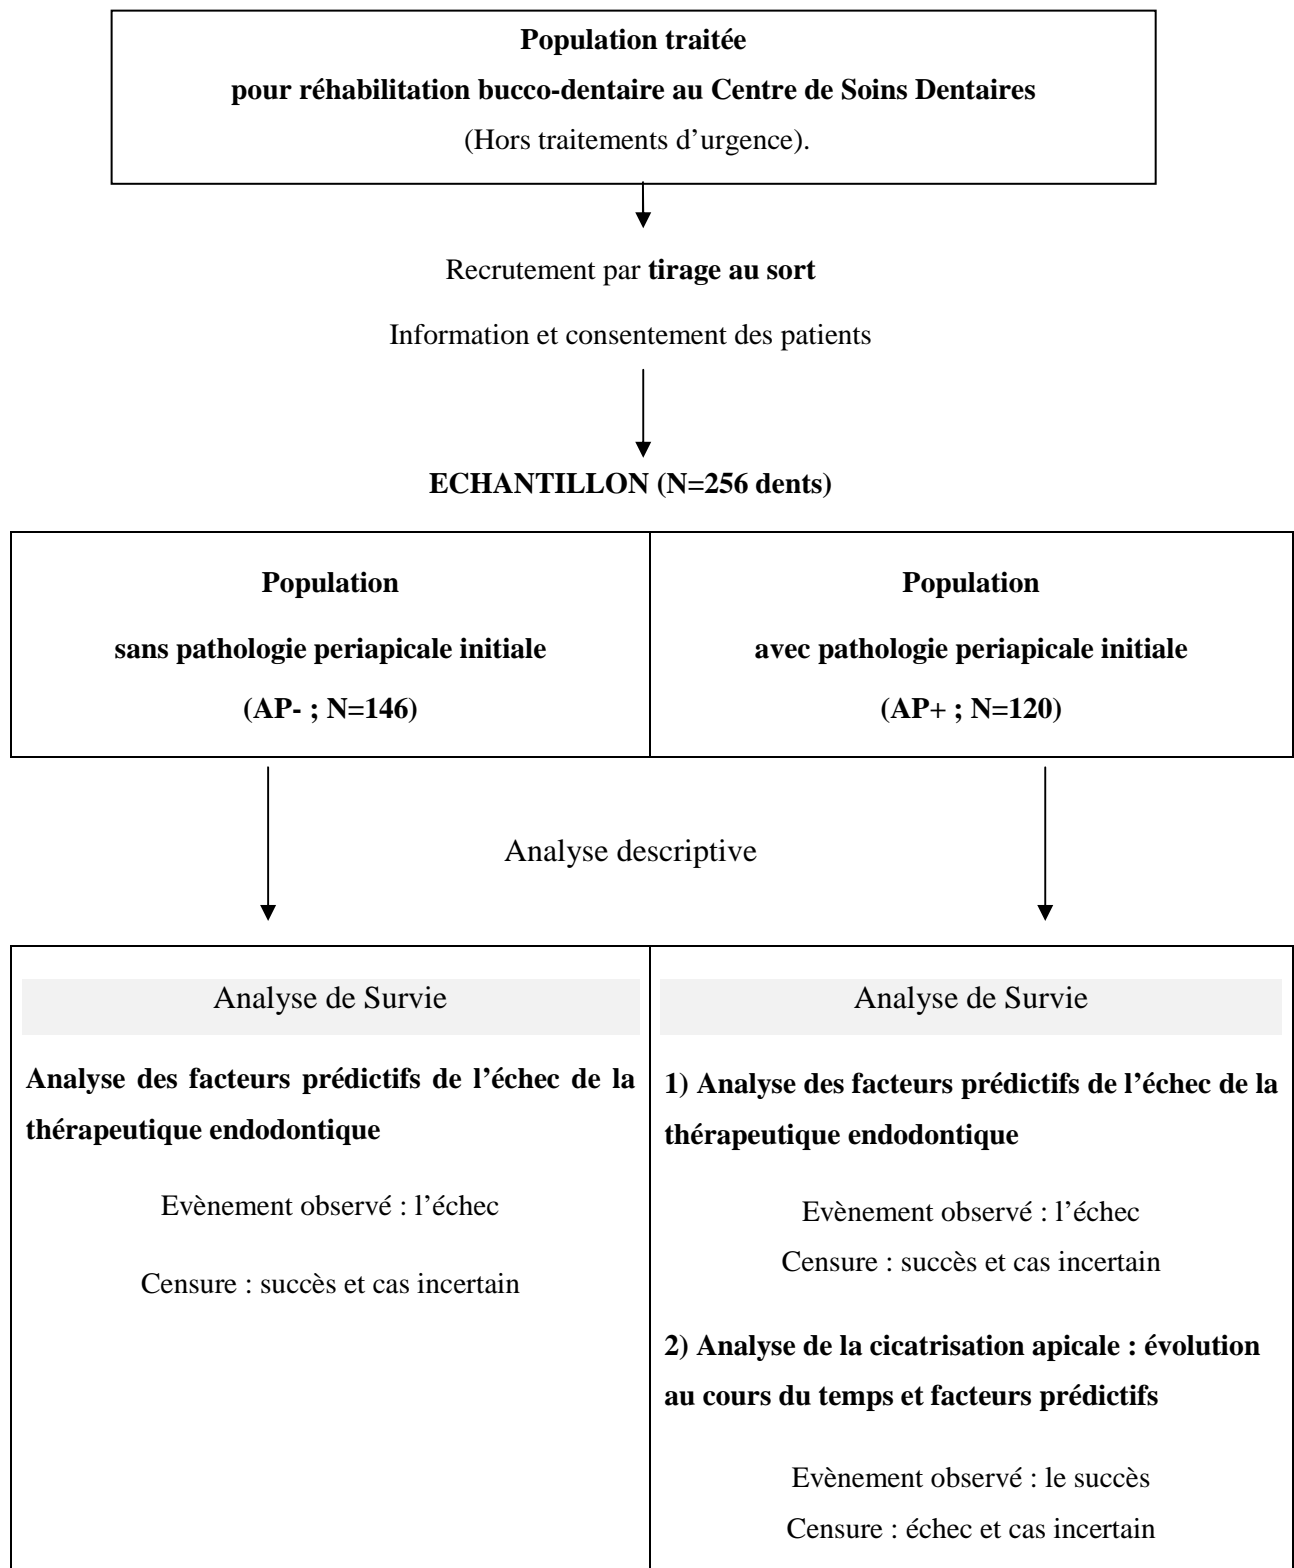 Population traitée
pour réhabilitation bucco-dentaire au Centre de Soins Dentaires
(Hors traitements d’urgence).
Recrutement par tirage au sort
Information et consentement des patients
ECHANTILLON (N=256 dents)
Population
sans pathologie periapicale initiale
(AP- ; N=146)
Population
avec pathologie periapicale initiale
(AP+ ; N=120)
Analyse descriptive
Analyse de Survie
Analyse des facteurs prédictifs de l’échec de la
thérapeutique endodontique
Evènement observé : l’échec
Censure : succès et cas incertain
Analyse de Survie
1) Analyse des facteurs prédictifs de l’échec de la
thérapeutique endodontique
Evènement observé : l’échec
Censure : succès et cas incertain
2) Analyse de la cicatrisation apicale : évolution
au cours du temps et facteurs prédictifs
Evènement observé : le succès
Censure : échec et cas incertain